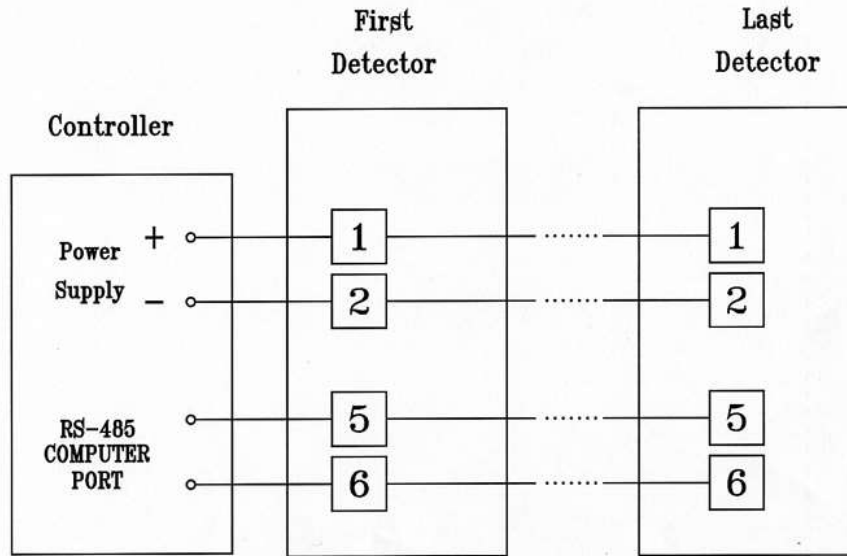 First
Detector
Last
Detector
Controller
Power
Supply
+
−
1
2
1
2
RS-485
COMPUTER
PORT
5
6
5
6